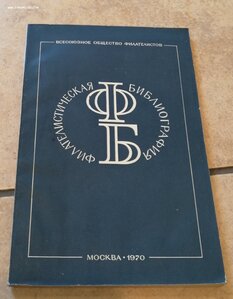 ВСЕСОЮЗНОЕ ОБЩЕСТВО ФИЛАТЕЛИСТОВ
ФИЛАТЕЛИСТИЧЕСКАЯ
БИБЛИОГРАФИЯ
ФБ
МОСКВА · 1970